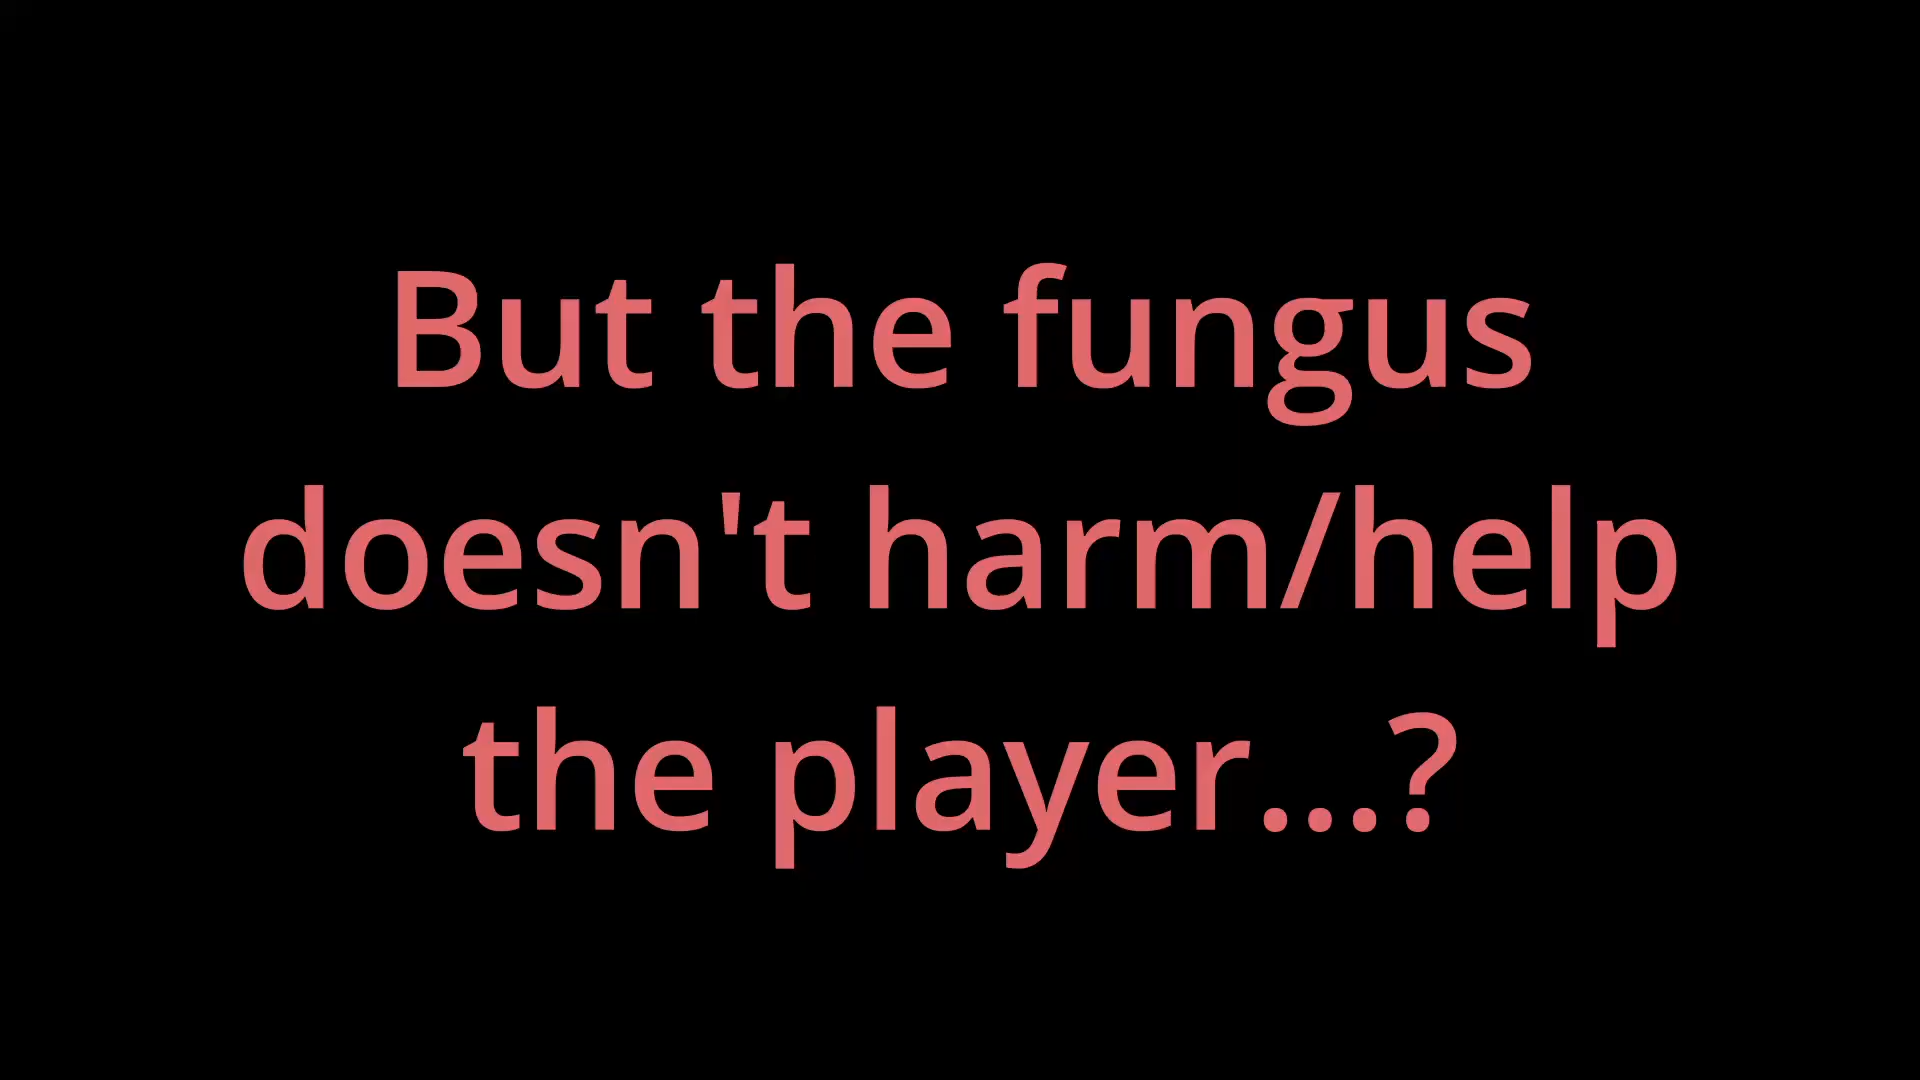 But the fungus
doesn't harm/help
the player...?